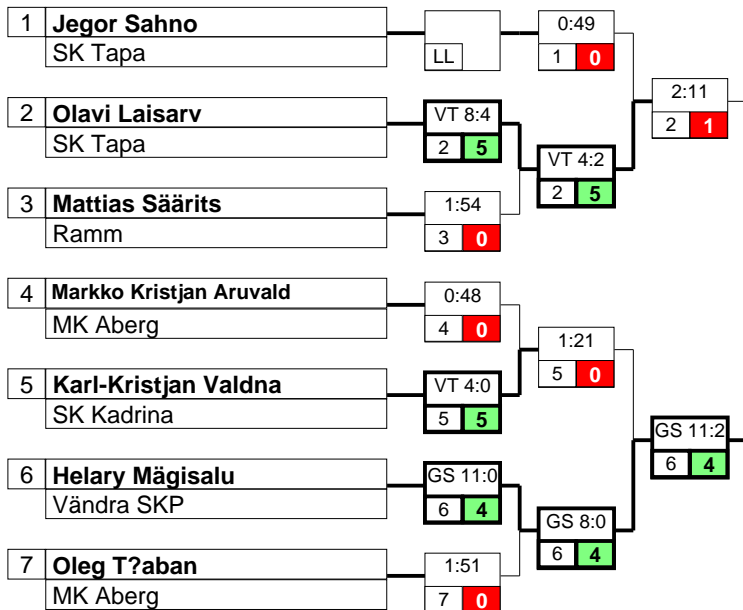 1 Jegor Sahno
SK Tapa
LL
0:49
1 0
2 Olavi Laisarv
SK Tapa
VT 8:4
2 5
VT 4:2
2 5
2:11
2 1
3 Mattias Säärits
Ramm
1:54
3 0
4 Markko Kristjan Aruvald
MK Aberg
0:48
4 0
1:21
5 0
5 Karl-Kristjan Valdna
SK Kadrina
VT 4:0
5 5
GS 11:2
6 4
6 Helary Mägisalu
Vändra SKP
GS 11:0
6 4
GS 8:0
6 4
7 Oleg T?aban
MK Aberg
1:51
7 0